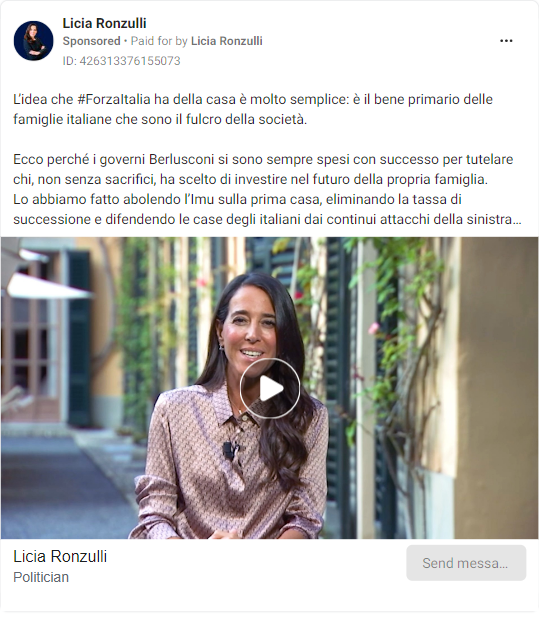 Licia Ronzulli
Sponsored • Paid for by Licia Ronzulli
ID: 426313376155073
L'idea che #ForzaItalia ha della casa è molto semplice: è il bene primario delle
famiglie italiane che sono il fulcro della società.
Ecco perché i governi Berlusconi si sono sempre spesi con successo per tutelare
chi, non senza sacrifici, ha scelto di investire nel futuro della propria famiglia.
Lo abbiamo fatto abolendo l'Imu sulla prima casa, eliminando la tassa di
successione e difendendo le case degli italiani dai continui attacchi della sinistra…
Licia Ronzulli
Politician
Send messa...